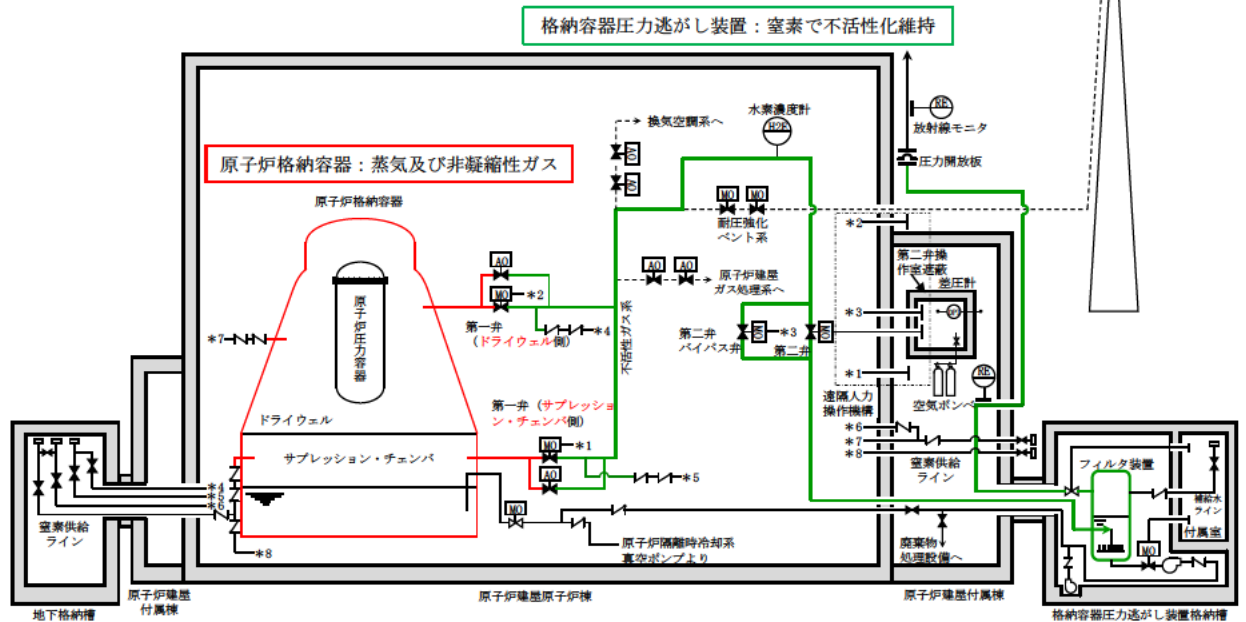 格納容器圧力逃がし装置：窒素で不活性化維持
水素濃度計
H2E
換気空調系へ
AO
AO
RE
放射線モニタ
圧力開放板
原子炉格納容器：蒸気及び非凝縮性ガス
原子炉格納容器
原子炉圧力容器
MO
MO
耐圧強化
ベント系
*2
第二弁操
作室遮蔽
差圧計
dP
AO
MO
*2
*4
第一弁
（ドライウェル側）
AO
AO
原子炉建屋
ガス処理系へ
不活性ガス系
*7
第二弁
バイパス弁
MO
*3
第二弁
MO
*3
*1
遠隔人力
操作機構
空気ボンベ
RE
ドライウェル
第一弁（サプレッショ
ン・チェンバ側）
MO
*1
AO
*5
サプレッション・チェンバ
*6
*7
*8
窒素供給
ライン
フィルタ装置
補給水
ライン
付属室
MO
*4
*5
*6
窒素供給
ライン
*8
MO
原子炉隔離時冷却系
真空ポンプより
廃棄物
処理設備へ
地下格納槽
原子炉建屋
付属棟
原子炉建屋原子炉棟
原子炉建屋付属棟
格納容器圧力逃がし装置格納槽